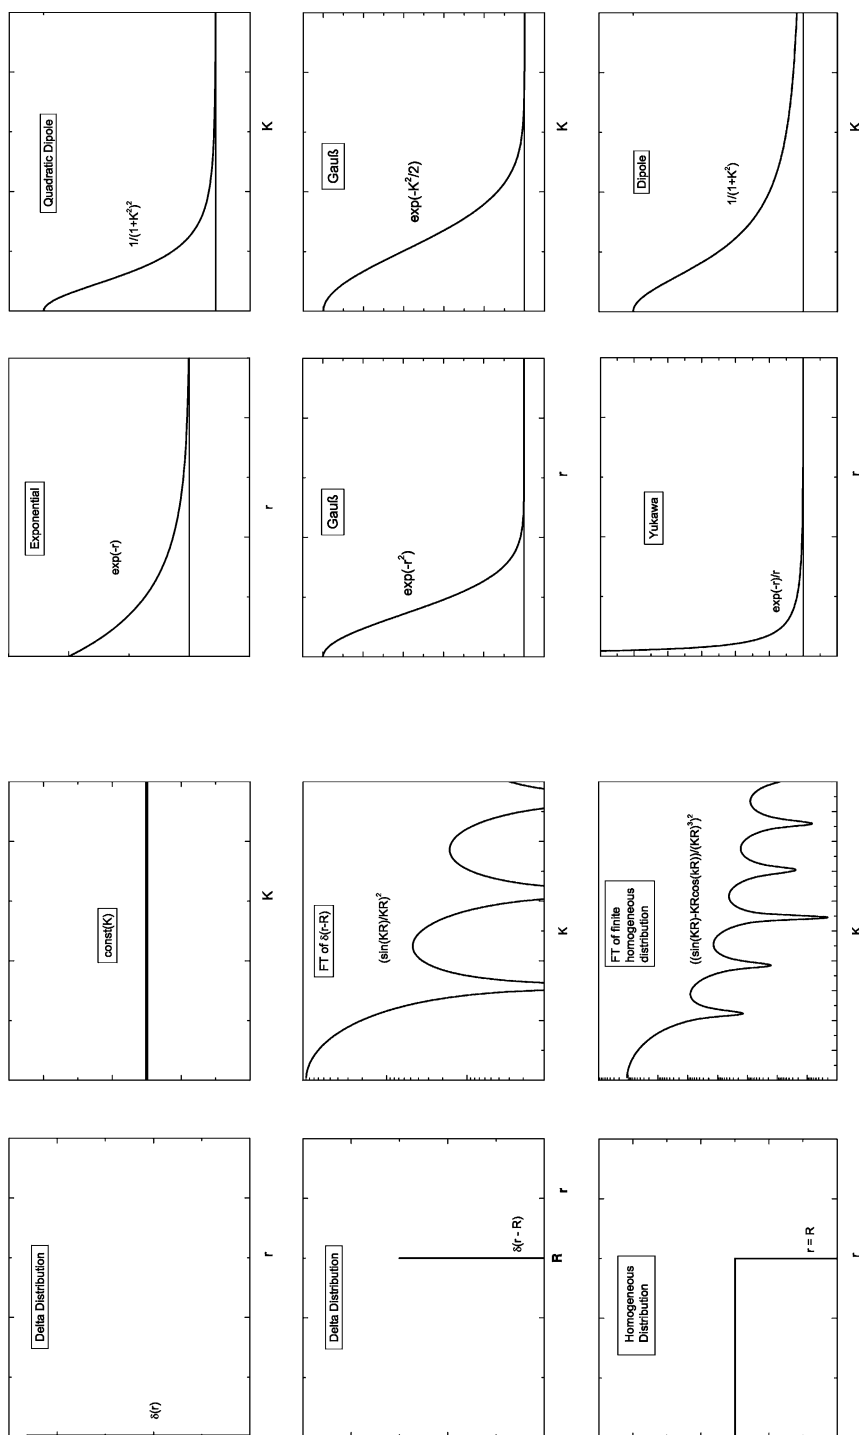 Delta Distribution
δ(r)
r
const(K)
K
Exponential
exp(-r)
r
Quadratic Dipole
1/(1+K²)²
K
Delta Distribution
δ(r - R)
R
r
FT of δ(r-R)
(sin(KR)/KR)²
K
Gauß
exp(-r²)
r
Gauß
exp(-K²/2)
K
Homogeneous
Distribution
r = R
r
FT of finite
homogeneous
distribution
((sin(KR)-KRcos(kR))/(KR)³)²
K
Yukawa
exp(-r)/r
r
Dipole
1/(1+K²)
K